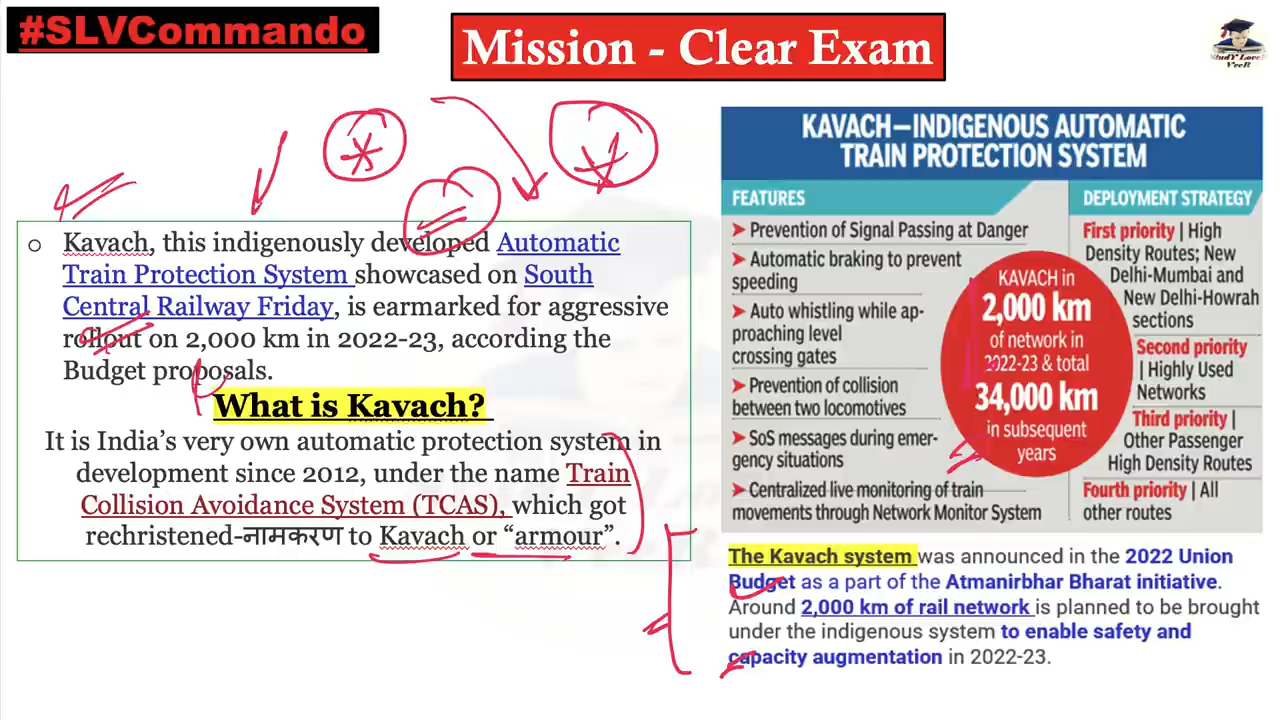 #SLVCommando
Mission - Clear Exam
StudY LoveR
VeeR
Kavach, this indigenously developed Automatic
Train Protection System showcased on South
Central Railway Friday, is earmarked for aggressive
rollout on 2,000 km in 2022-23, according the
Budget proposals.
What is Kavach?
It is India's very own automatic protection system in
development since 2012, under the name Train
Collision Avoidance System (TCAS), which got
rechristened-नामकरण to Kavach or “armour”.
KAVACH—INDIGENOUS AUTOMATIC
TRAIN PROTECTION SYSTEM
FEATURES
Prevention of Signal Passing at Danger
Automatic braking to prevent
speeding
Auto whistling while ap-
proaching level
crossing gates
Prevention of collision
between two locomotives
SoS messages during emer-
gency situations
Centralized live monitoring of train
movements through Network Monitor System
KAVACH in
2,000 km
of network in
2022-23 & total
34,000 km
in subsequent
years
DEPLOYMENT STRATEGY
First priority | High
Density Routes; New
Delhi-Mumbai and
New Delhi-Howrah
sections
Second priority
| Highly Used
Networks
Third priority |
Other Passenger
High Density Routes
Fourth priority | All
other routes
The Kavach system was announced in the 2022 Union
Budget as a part of the Atmanirbhar Bharat initiative.
Around 2,000 km of rail network is planned to be brought
under the indigenous system to enable safety and
capacity augmentation in 2022-23.